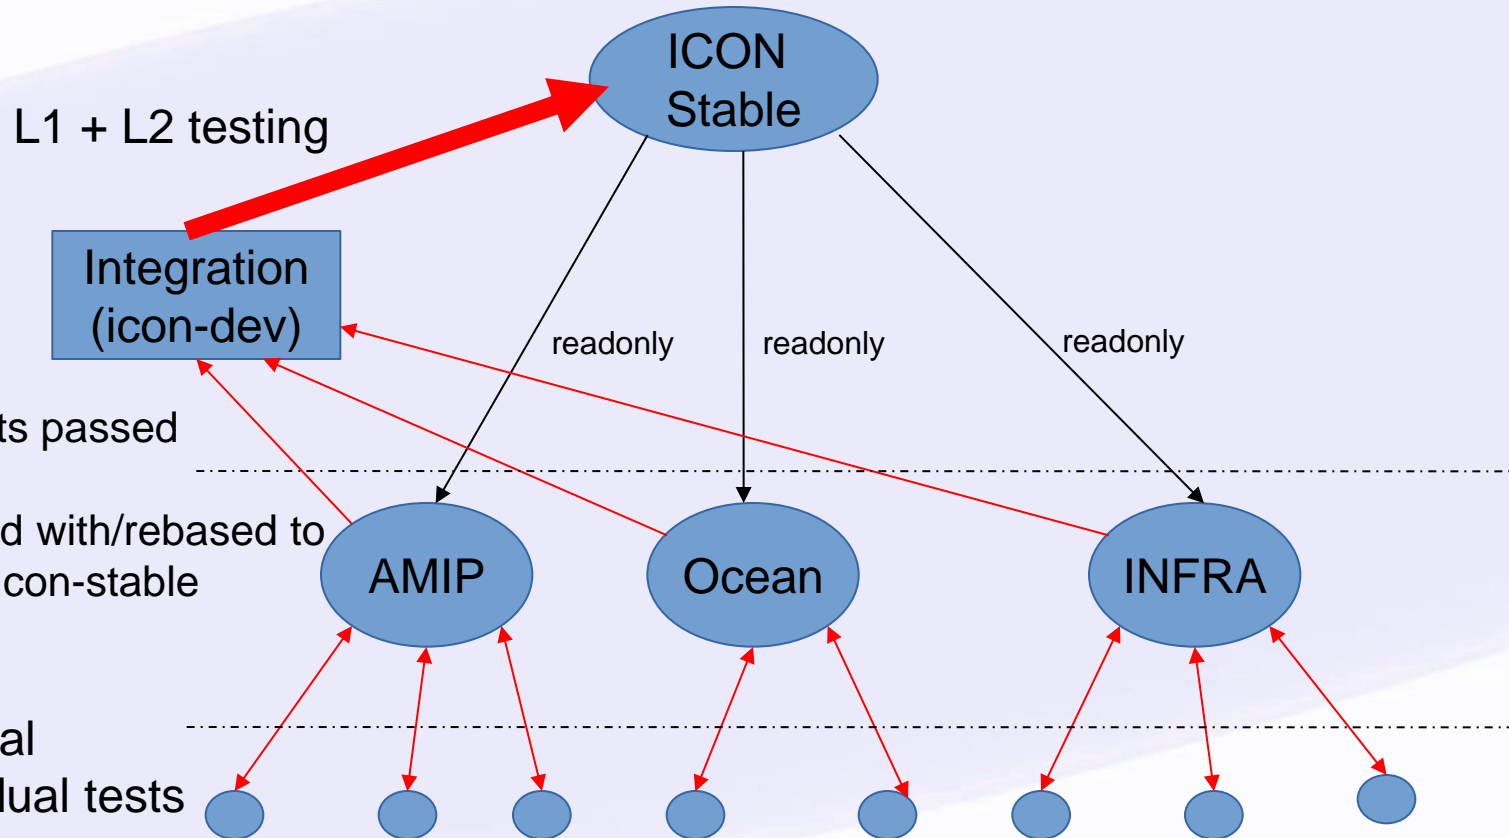 ICON
Stable
L1 + L2 testing
Integration
(icon-dev)
readonly
readonly
readonly
ts passed
d with/rebased to
con-stable
AMIP
Ocean
INFRA
al
dual tests